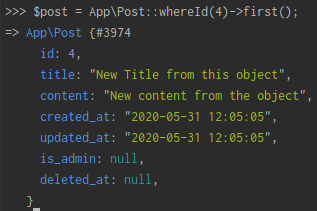 >>> $post = App\Post::whereId(4)->first();
=> App\Post {#3974
id: 4,
title: "New Title from this object",
content: "New content from the object",
created_at: "2020-05-31 12:05:05",
updated_at: "2020-05-31 12:05:05",
is_admin: null,
deleted_at: null,
}